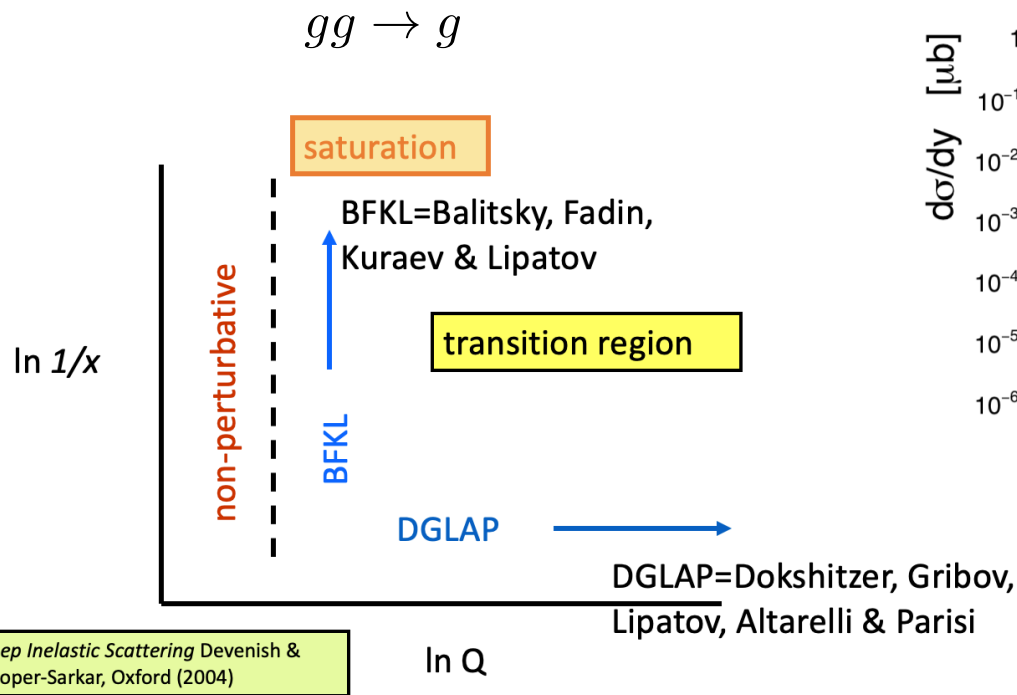 gg → g
saturation
BFKL=Balitsky, Fadin,
Kuraev & Lipatov
non-perturbative
transition region
ln 1/x
BFKL
DGLAP
DGLAP=Dokshitzer, Gribov,
Lipatov, Altarelli & Parisi
ln Q
ep Inelastic Scattering Devenish &
oper-Sarkar, Oxford (2004)
dσ/dy [μb]
1
10⁻¹
10⁻²
10⁻³
10⁻⁴
10⁻⁵
10⁻⁶